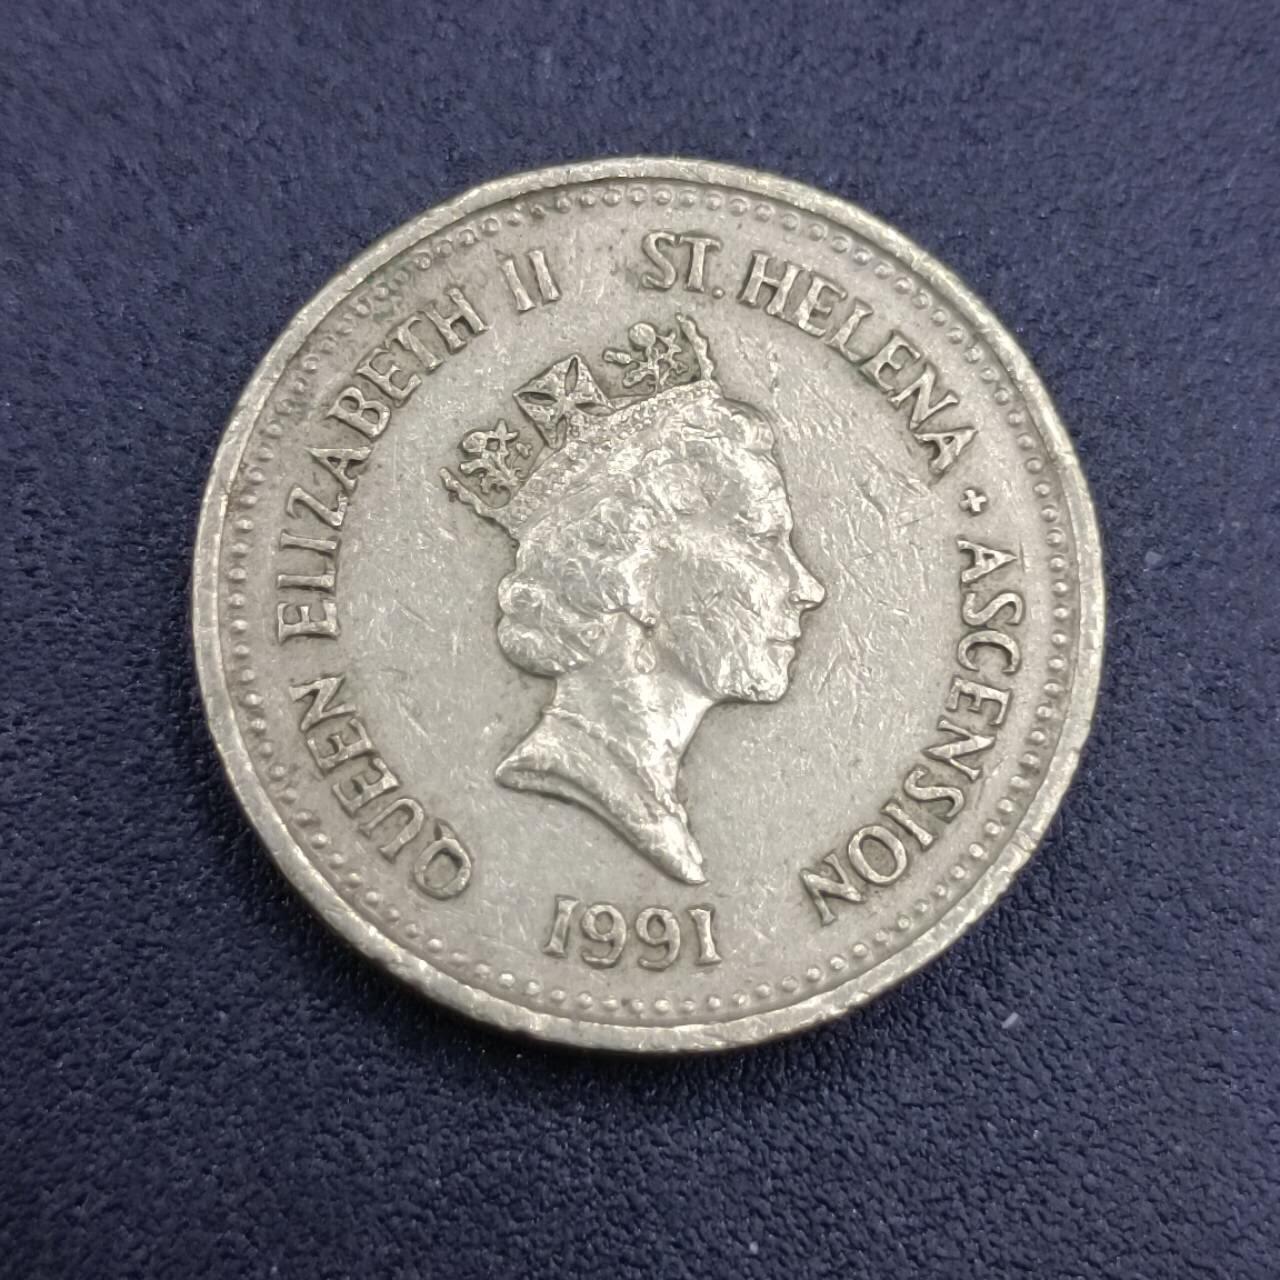 QUEEN ELIZABETH II ST. HELENA + ASCENSION
1991